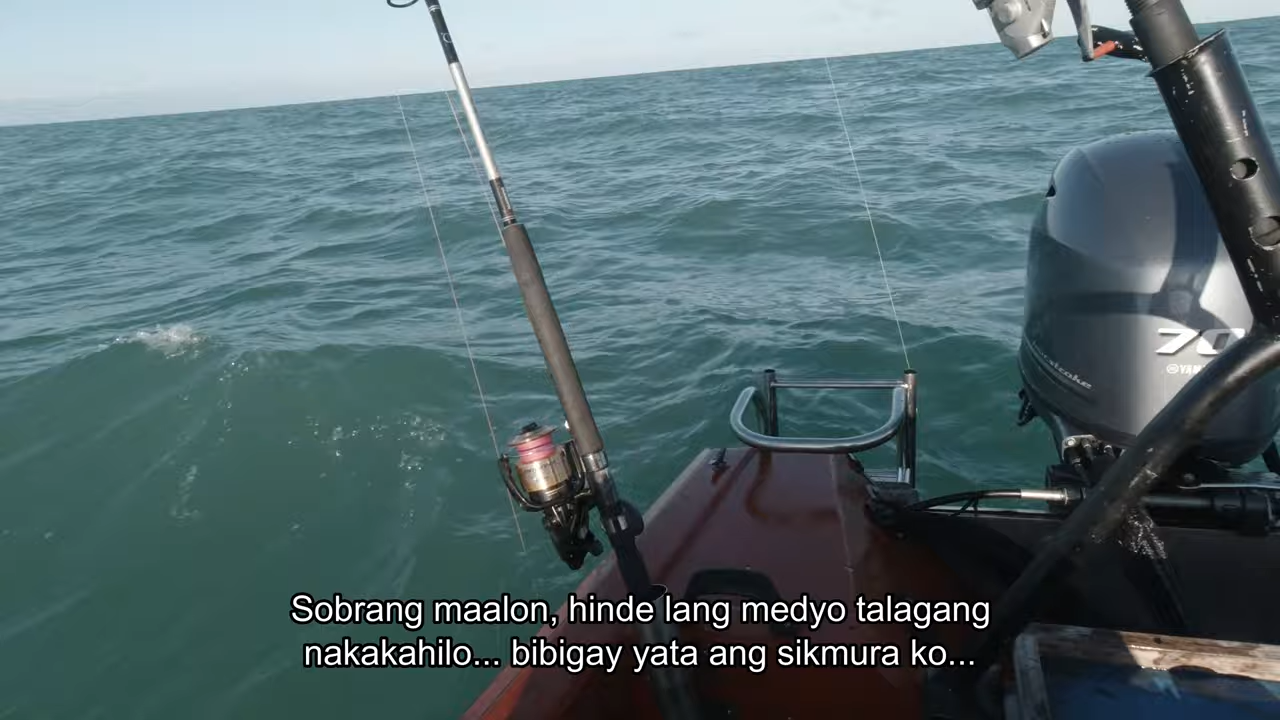 70
Sobrang maalon, hinde lang medyo talagang
nakakahilo... bibigay yata ang sikmura ko...